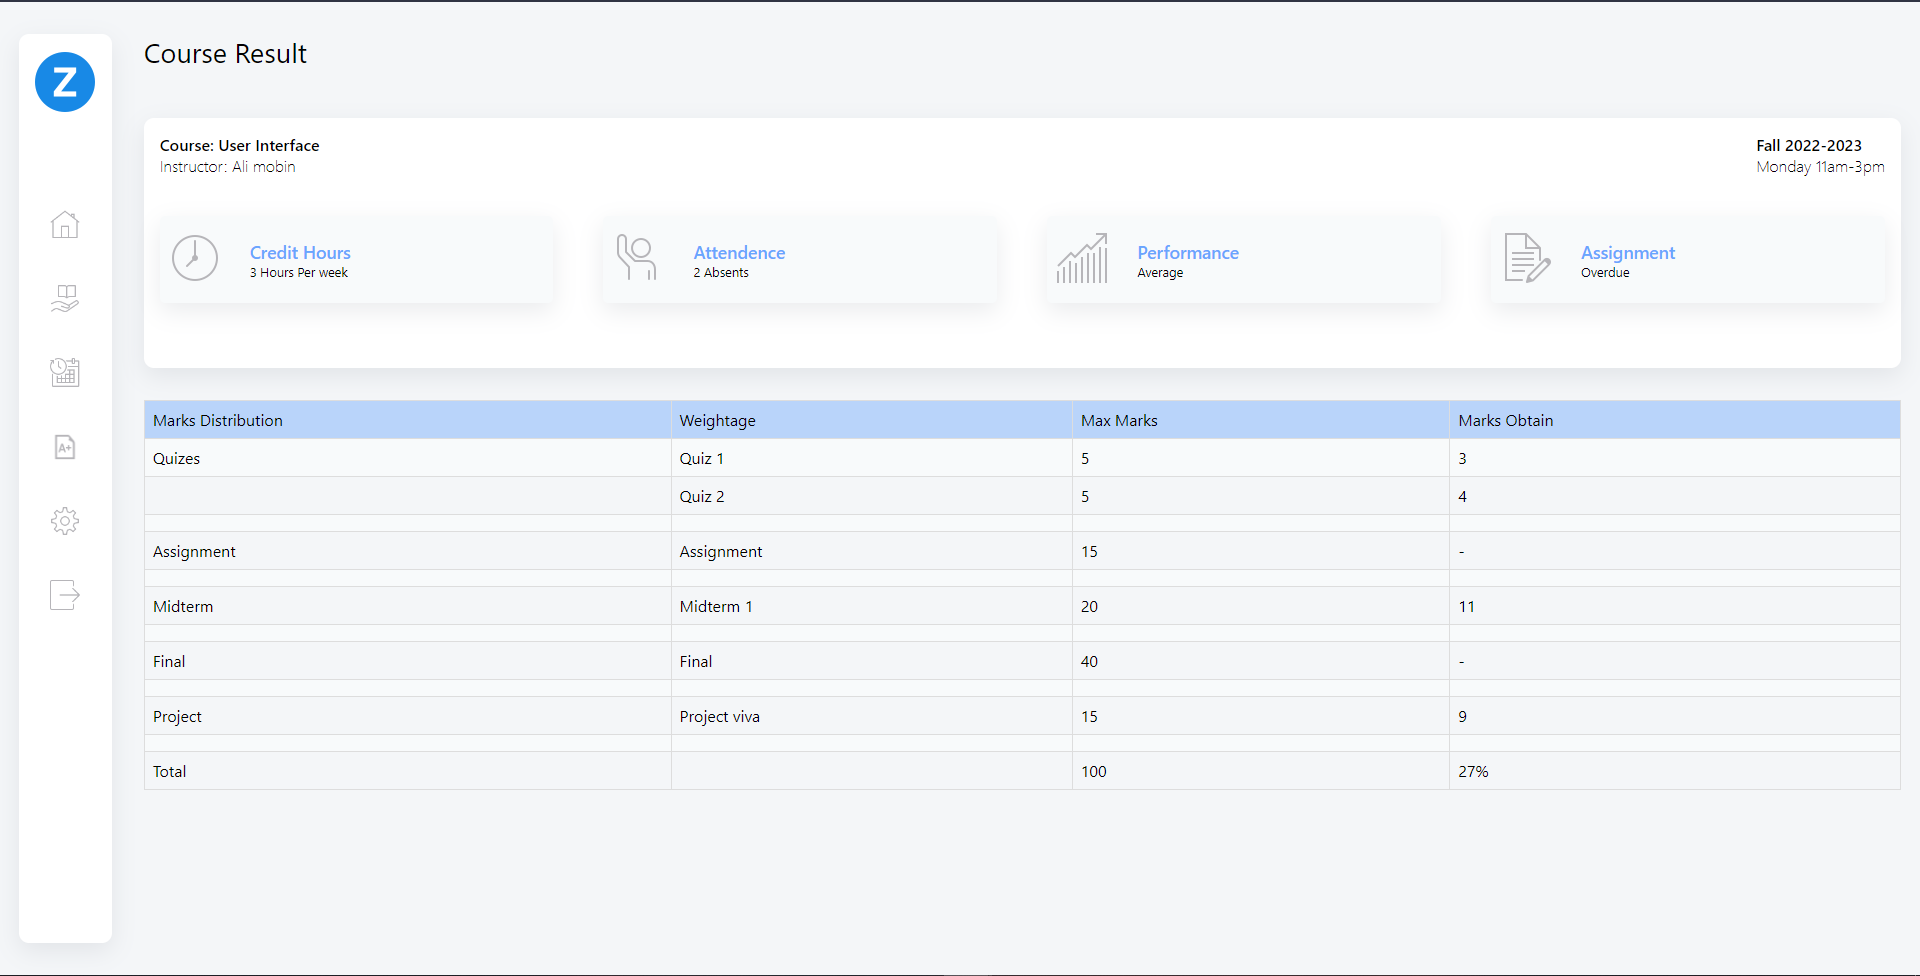 Z
Course Result
Course: User Interface
Fall 2022-2023
Instructor: Ali mobin
Monday 11am-3pm
Credit Hours
3 Hours Per week
Attendence
2 Absents
Performance
Average
Assignment
Overdue
A+
Marks Distribution Weightage Max Marks Marks Obtain
Quizes Quiz 1 5 3
Quiz 2 5 4
Assignment Assignment 15 -
Midterm Midterm 1 20 11
Final Final 40 -
Project Project viva 15 9
Total 100 27%